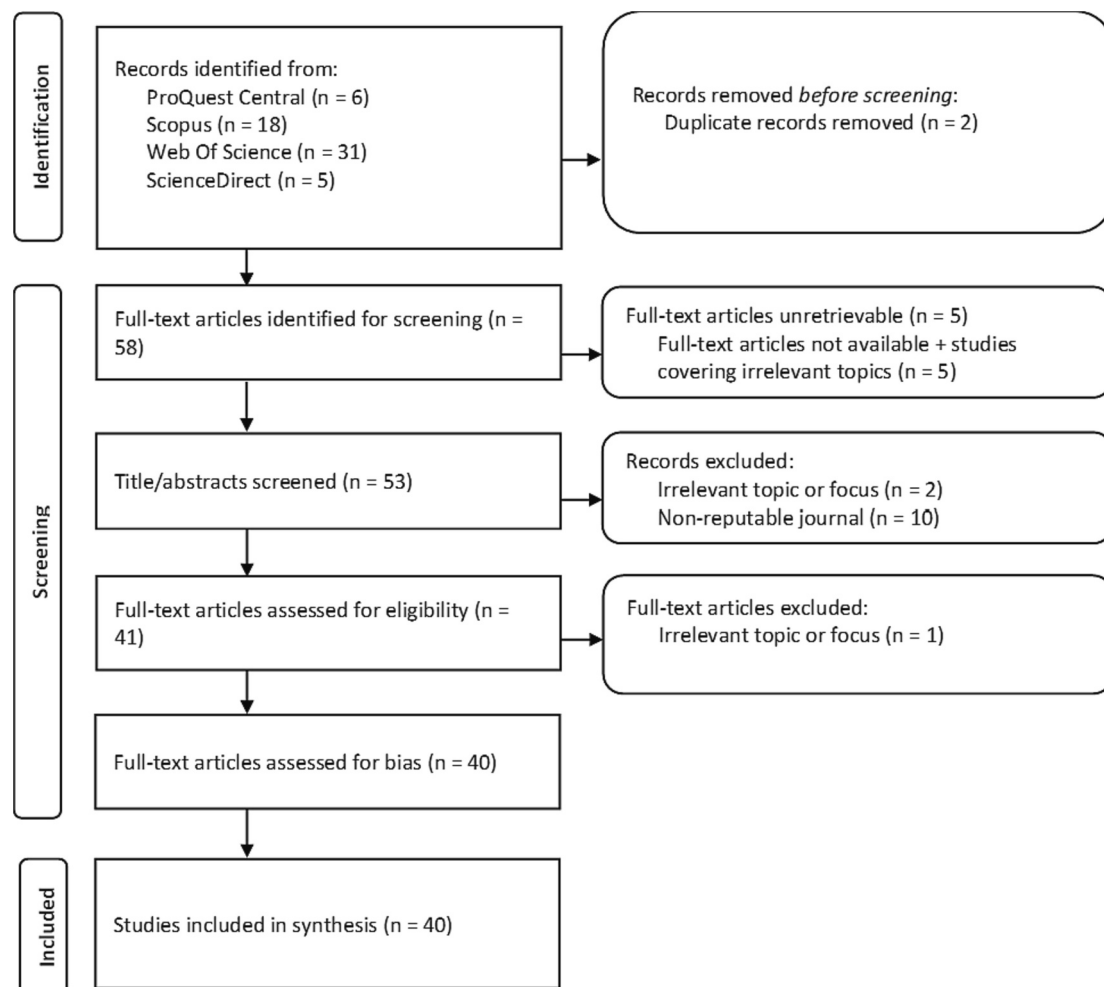 Identification
Records identified from:
ProQuest Central (n = 6)
Scopus (n = 18)
Web Of Science (n = 31)
ScienceDirect (n = 5)
Records removed before screening:
Duplicate records removed (n = 2)
Screening
Full-text articles identified for screening (n =
58)
Full-text articles unretrievable (n = 5)
Full-text articles not available + studies
covering irrelevant topics (n = 5)
Title/abstracts screened (n = 53)
Records excluded:
Irrelevant topic or focus (n = 2)
Non-reputable journal (n = 10)
Full-text articles assessed for eligibility (n =
41)
Full-text articles excluded:
Irrelevant topic or focus (n = 1)
Full-text articles assessed for bias (n = 40)
Included
Studies included in synthesis (n = 40)